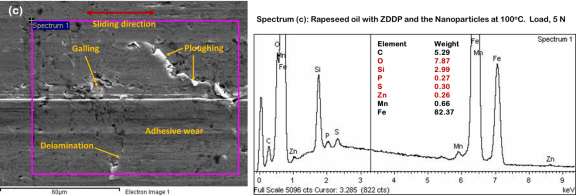 (c)
Spectrum 1
Sliding direction
Galling
Ploughing
Adhesive wear
Delamination
60µm
Electron Image 1
Spectrum (c): Rapeseed oil with ZDDP and the Nanoparticles at 100°C. Load, 5 N
Spectrum 1
Element Weight
C 5.29
O 7.87
Si 2.99
P 0.27
S 0.30
Zn 0.26
Mn 0.66
Fe 82.37
O
Mn
Fe
Si
C
Zn
P
S
Mn
Fe
Mn
Fe
Zn
0 1 2 3 4 5 6 7 8 9
Full Scale 5096 cts Cursor: 3.285 (822 cts)
keV